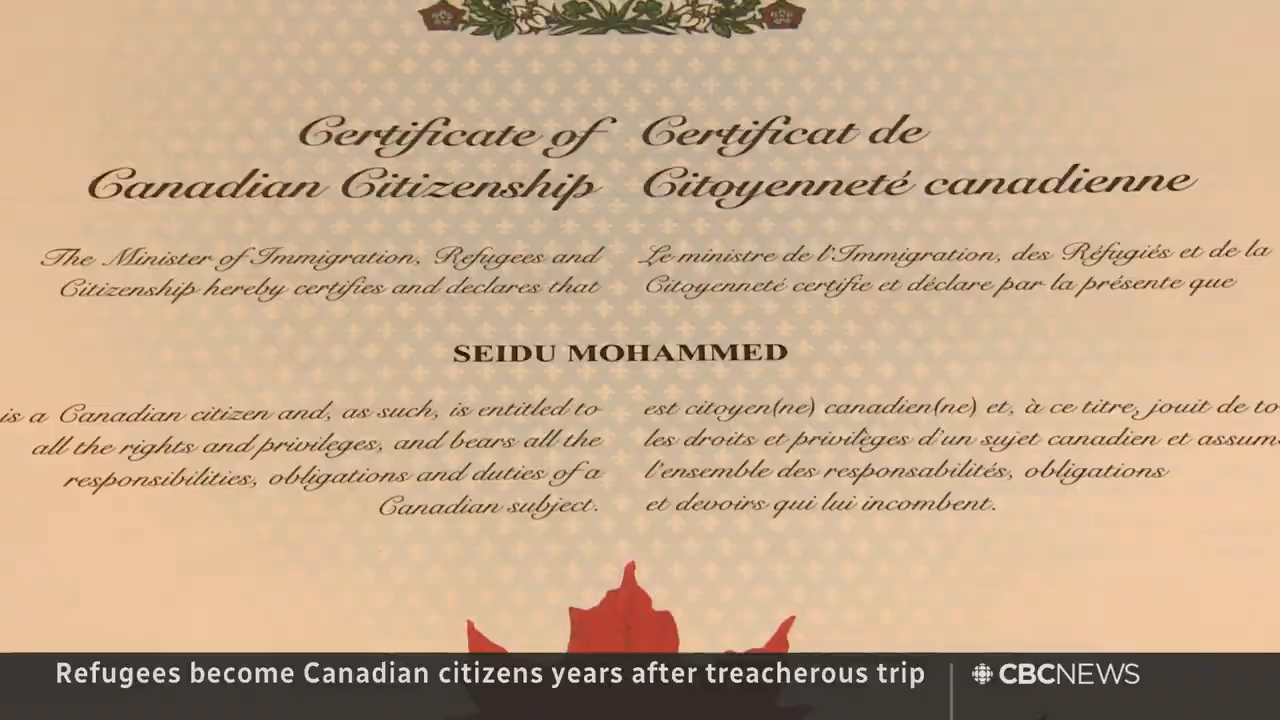 Certificate of
Canadian Citizenship
Certificat de
Citoyenneté canadienne
The Minister of Immigration, Refugees and
Citizenship hereby certifies and declares that
Le ministre de l'Immigration, des Réfugiés et de la
Citoyenneté certifie et déclare par la présente que
SEIDU MOHAMMED
is a Canadian citizen and, as such, is entitled to
all the rights and privileges, and bears all the
responsibilities, obligations and duties of a
Canadian subject.
est citoyen(ne) canadien(ne) et, à ce titre, jouit de to
les droits et privilèges d'un sujet canadien et assum
l'ensemble des responsabilités, obligations
et devoirs qui lui incombent.
Refugees become Canadian citizens years after treacherous trip
CBCNEWS